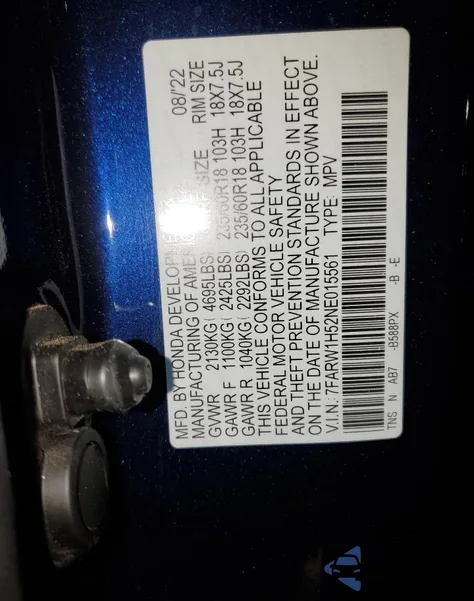 MFD. BY HONDA DEVELOPMENT 08/'22
MANUFACTURING OF AMERICA SIZE RIM SIZE
GVWR 2130KG( 4695LBS)
GAWR F 1100KG( 2425LBS) 235/60R18 103H 18X7.5J
GAWR R 1040KG( 2292LBS) 235/60R18 103H 18X7.5J
THIS VEHICLE CONFORMS TO ALL APPLICABLE
FEDERAL MOTOR VEHICLE SAFETY
AND THEFT PREVENTION STANDARDS IN EFFECT
ON THE DATE OF MANUFACTURE SHOWN ABOVE.
V.I.N.: 7FARW1H52NE015561 TYPE: MPV
TNS N AB7 -B588PX -B -E